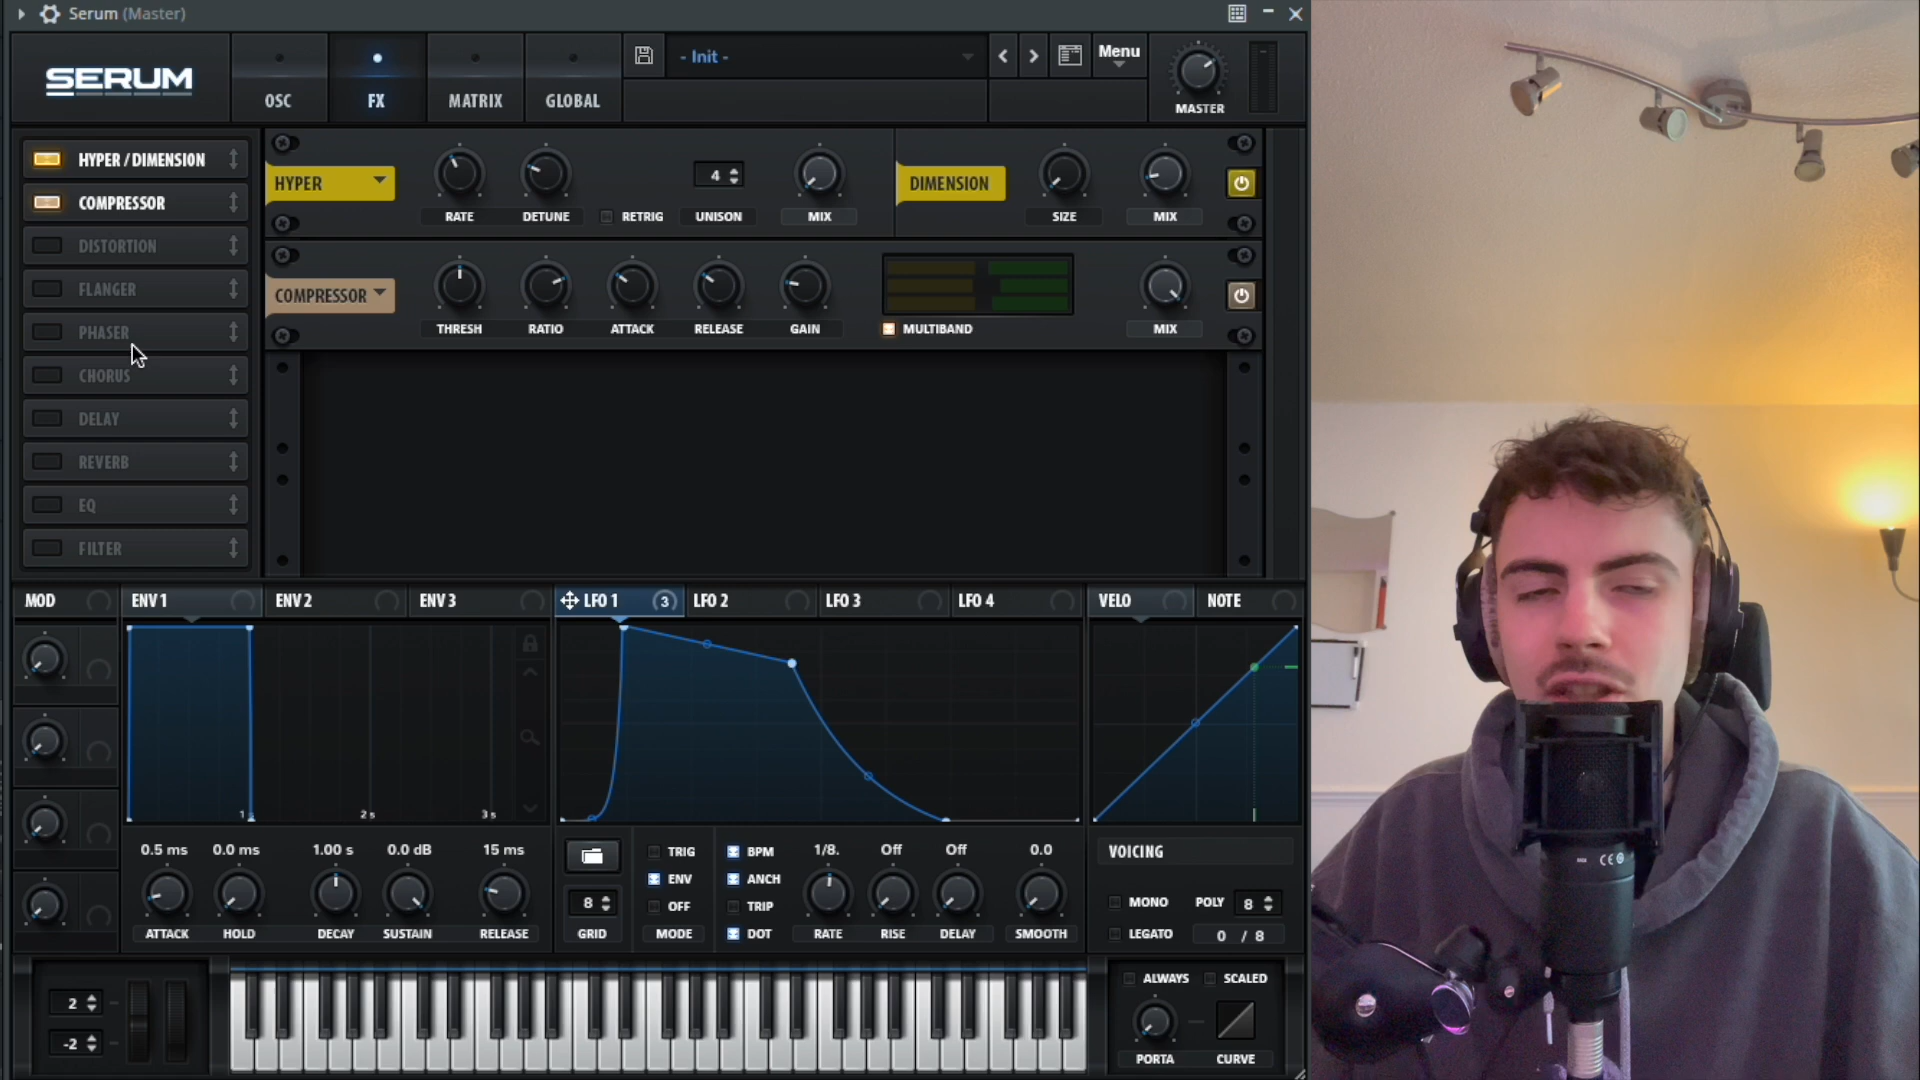 Serum (Master)
SERUM
OSC
FX
MATRIX
GLOBAL
- Init -
Menu
MASTER
HYPER / DIMENSION
COMPRESSOR
DISTORTION
FLANGER
PHASER
CHORUS
DELAY
REVERB
EQ
FILTER
HYPER
RATE
DETUNE
RETRIG
4
UNISON
MIX
DIMENSION
SIZE
MIX
COMPRESSOR
THRESH
RATIO
ATTACK
RELEASE
GAIN
MULTIBAND
MIX
MOD
ENV 1
ENV 2
ENV 3
LFO 1
3
LFO 2
LFO 3
LFO 4
VELO
NOTE
1s
2s
3s
0.5 ms
0.0 ms
1.00 s
0.0 dB
15 ms
ATTACK
HOLD
DECAY
SUSTAIN
RELEASE
8
GRID
TRIG
ENV
OFF
MODE
BPM
ANCH
TRIP
DOT
1/8.
Off
Off
0.0
RATE
RISE
DELAY
SMOOTH
VOICING
MONO
POLY
8
LEGATO
0 / 8
2
-2
ALWAYS
SCALED
PORTA
CURVE
CE